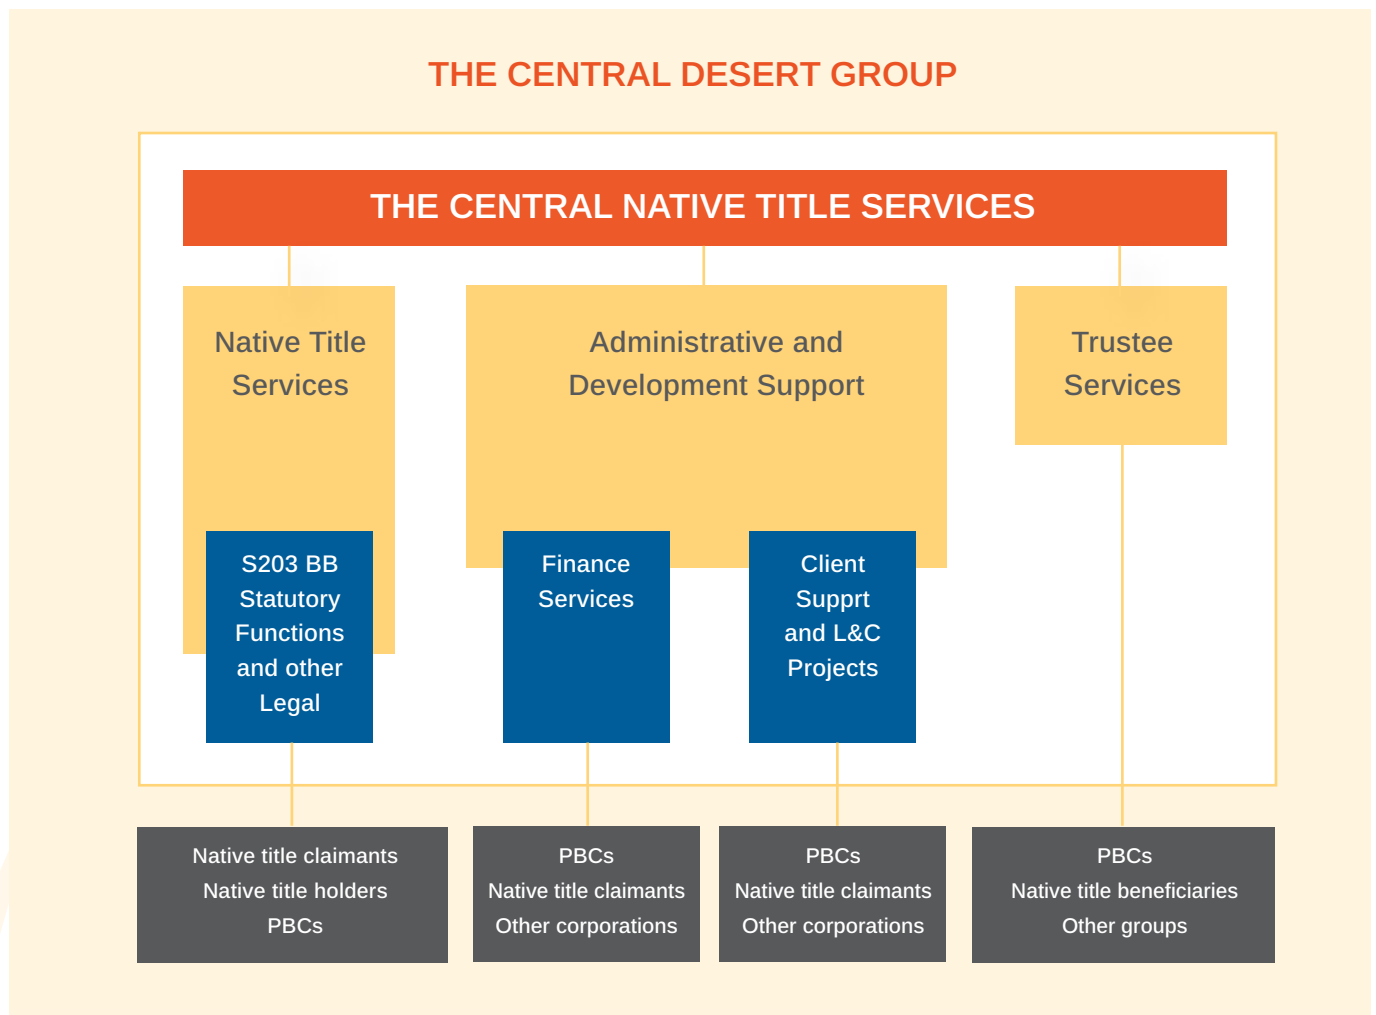 THE CENTRAL DESERT GROUP
THE CENTRAL NATIVE TITLE SERVICES
Native Title
Services
Administrative and
Development Support
Trustee
Services
S203 BB
Statutory
Functions
and other
Legal
Finance
Services
Client
Supprt
and L&C
Projects
Native title claimants
Native title holders
PBCs
PBCs
Native title claimants
Other corporations
PBCs
Native title claimants
Other corporations
PBCs
Native title beneficiaries
Other groups